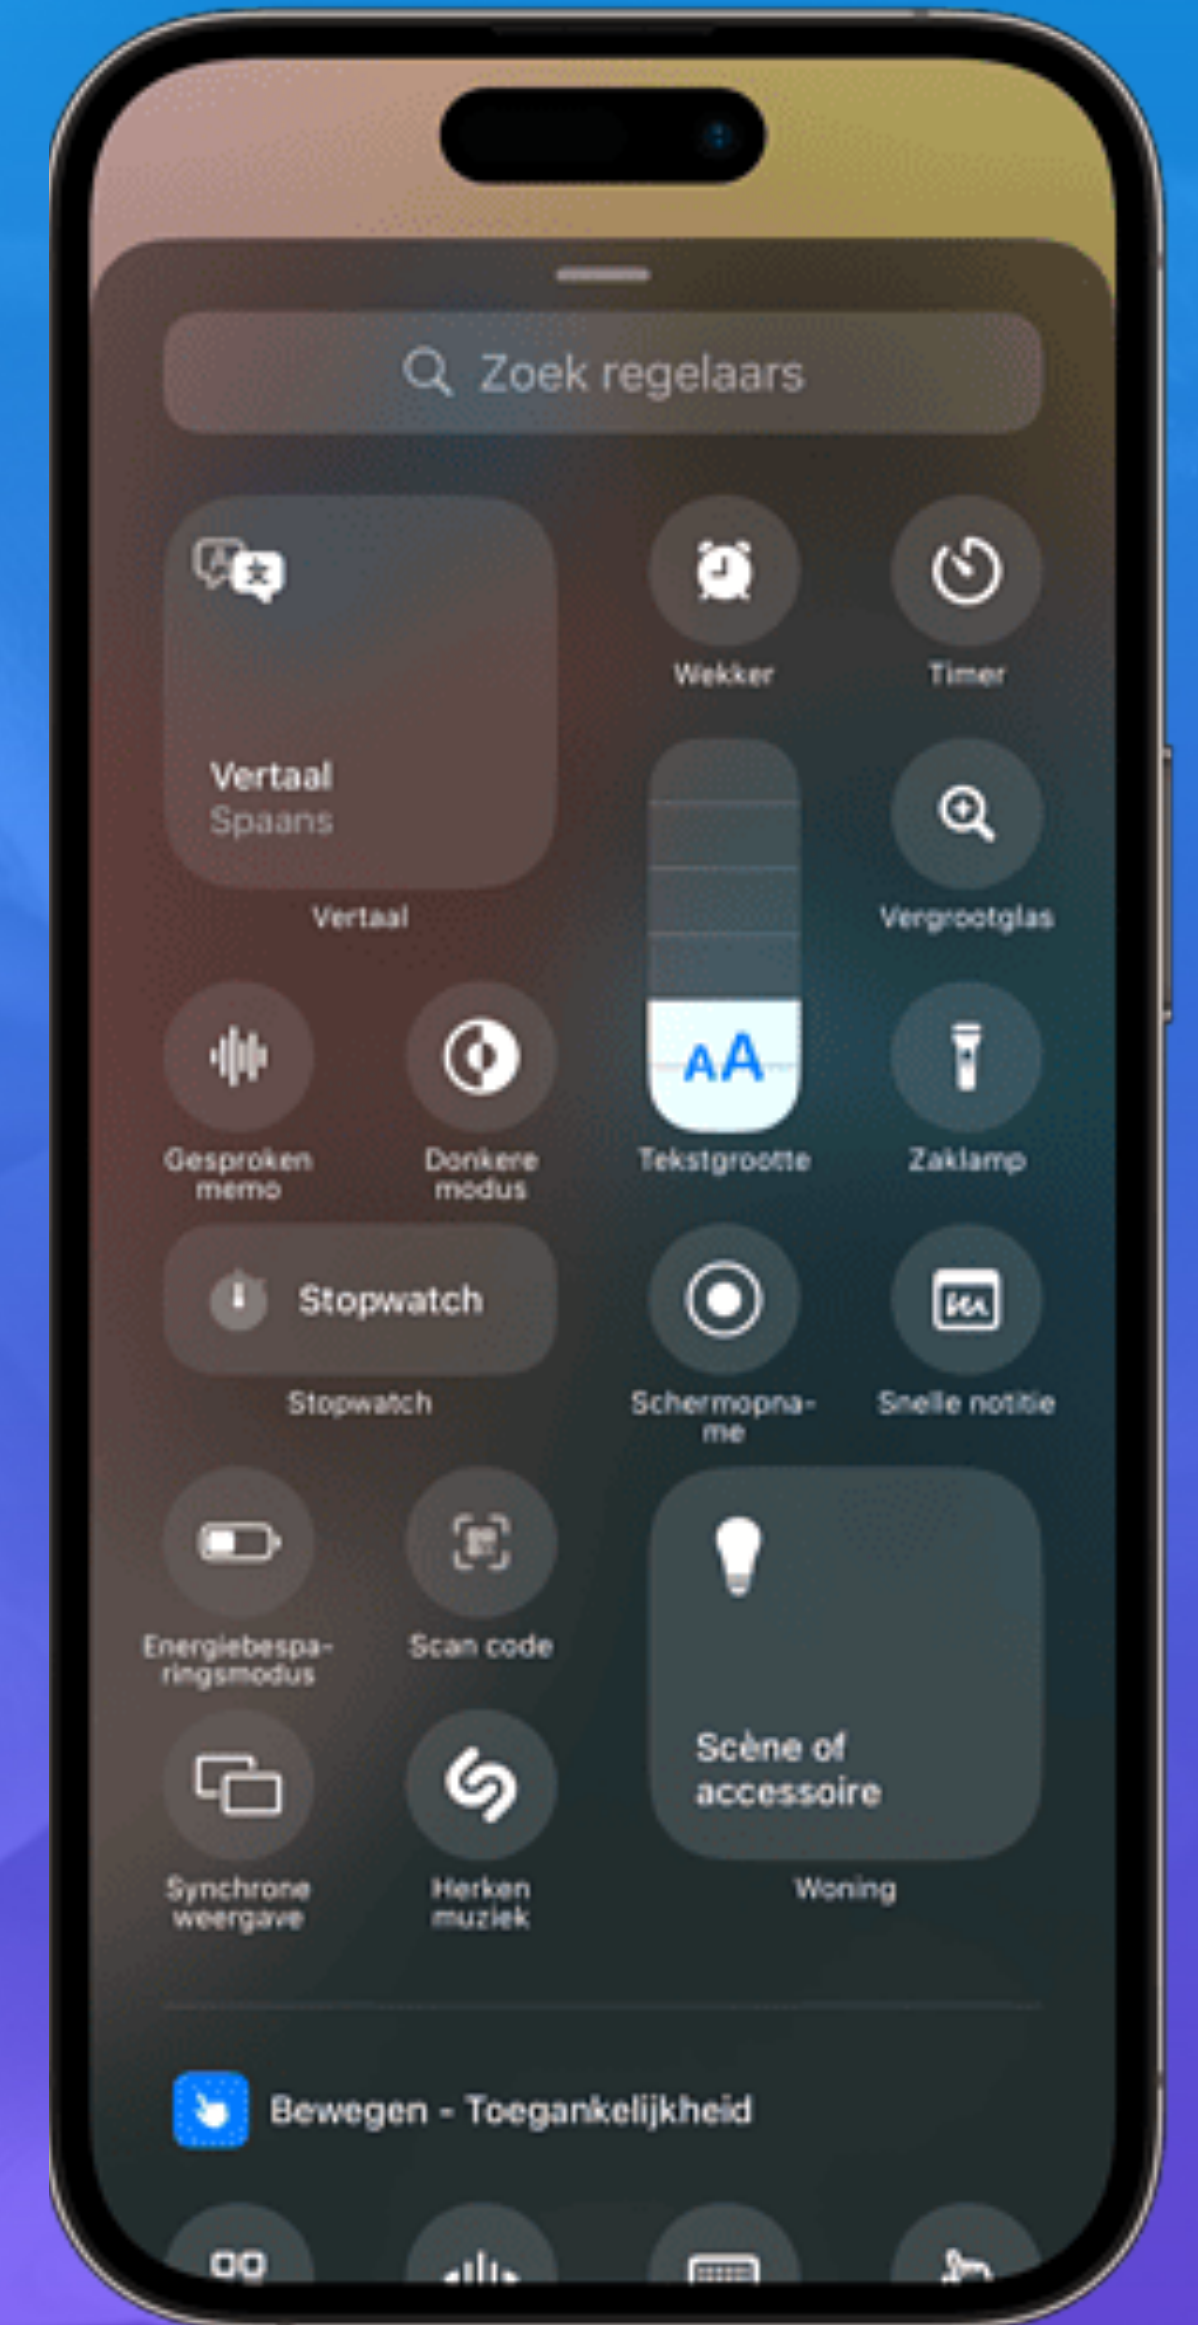 Zoek regelaars
Vertaal
Spaans
Vertaal
Wekker
Timer
Vergrootglas
AA
Gesproken
memo
Donkere
modus
Tekstgrootte
Zaklamp
Stopwatch
Stopwatch
Schermopna-
me
Snelle notitie
Energiebespa-
ringsmodus
Scan code
Scène of
accessoire
Synchrone
weergave
Herken
muziek
Woning
Bewegen - Toegankelijkheid